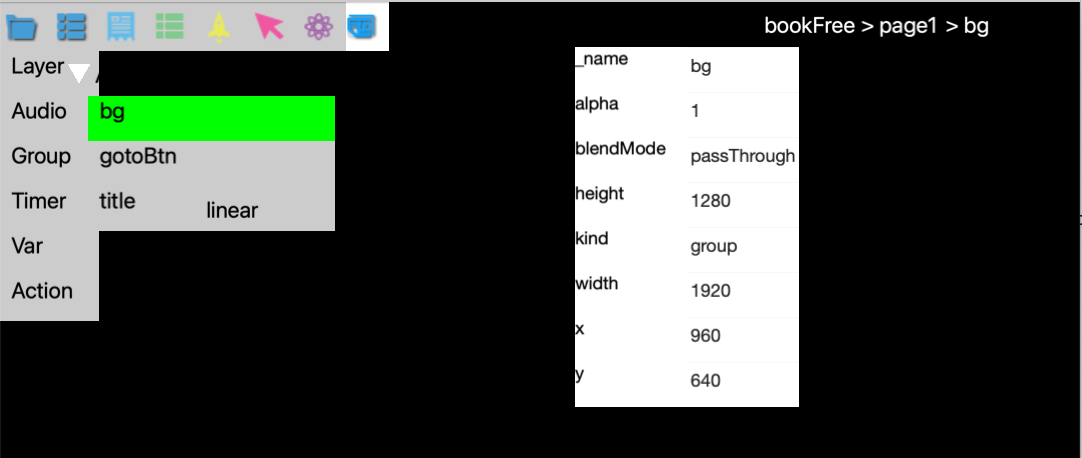 bookFree > page1 > bg
Layer
Audio
Group
Timer
Var
Action
bg
gotoBtn
title
linear
_name bg
alpha 1
blendMode passThrough
height 1280
kind group
width 1920
x 960
y 640